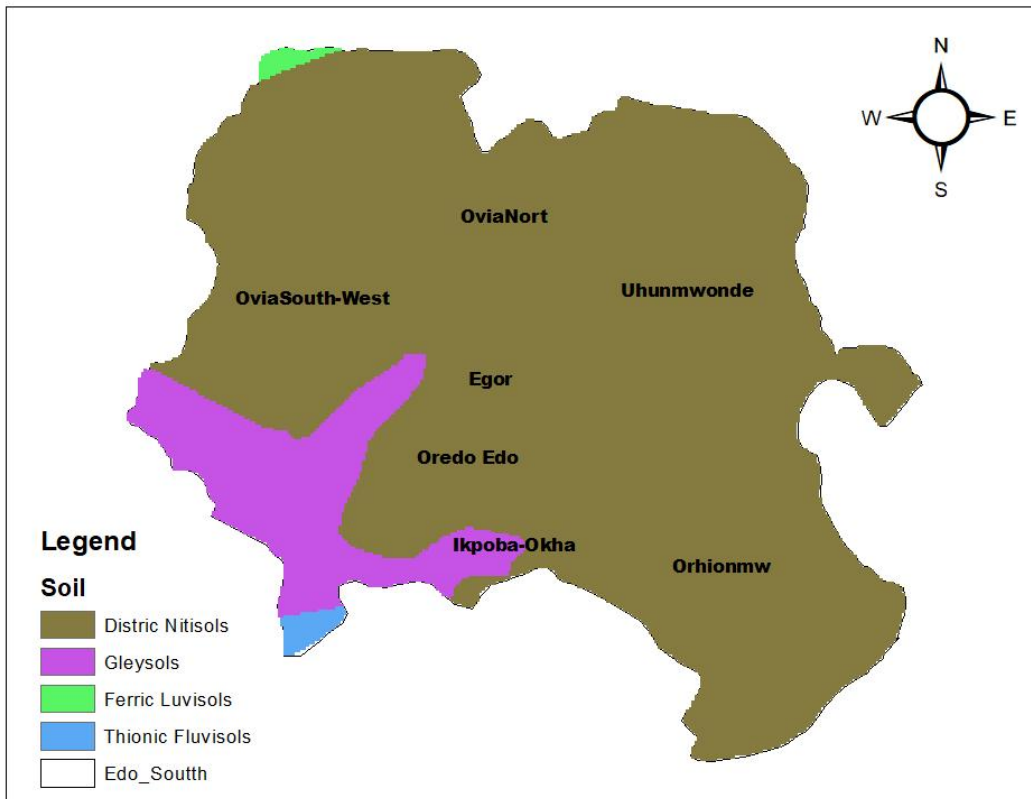 N
W E
S
OviaNort
Uhunmwonde
OviaSouth-West
Egor
Oredo Edo
Ikpoba-Okha
Orhionmw
Legend
Soil
Distric Nitisols
Gleysols
Ferric Luvisols
Thionic Fluvisols
Edo_Soutth